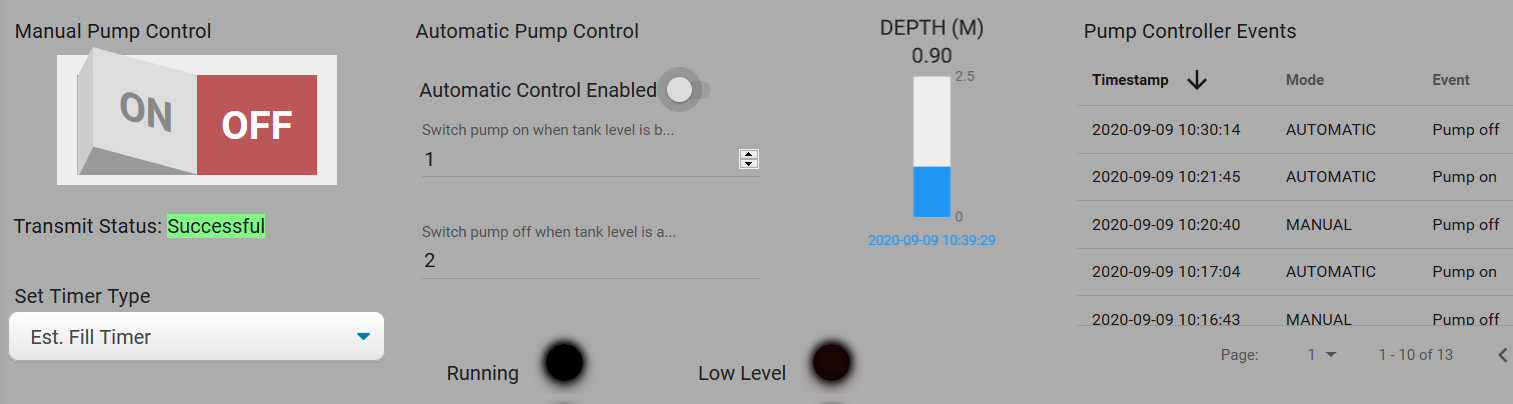 Manual Pump Control
ON
OFF
Transmit Status: Successful
Set Timer Type
Est. Fill Timer
Automatic Pump Control
Automatic Control Enabled
Switch pump on when tank level is b...
1
Switch pump off when tank level is a...
2
Running
Low Level
DEPTH (M)
0.90
2.5
0
2020-09-09 10:39:29
Pump Controller Events
Timestamp Mode Event
2020-09-09 10:30:14 AUTOMATIC Pump off
2020-09-09 10:21:45 AUTOMATIC Pump on
2020-09-09 10:20:40 MANUAL Pump off
2020-09-09 10:17:04 AUTOMATIC Pump on
2020-09-09 10:16:43 MANUAL Pump off
Page: 1 1 - 10 of 13